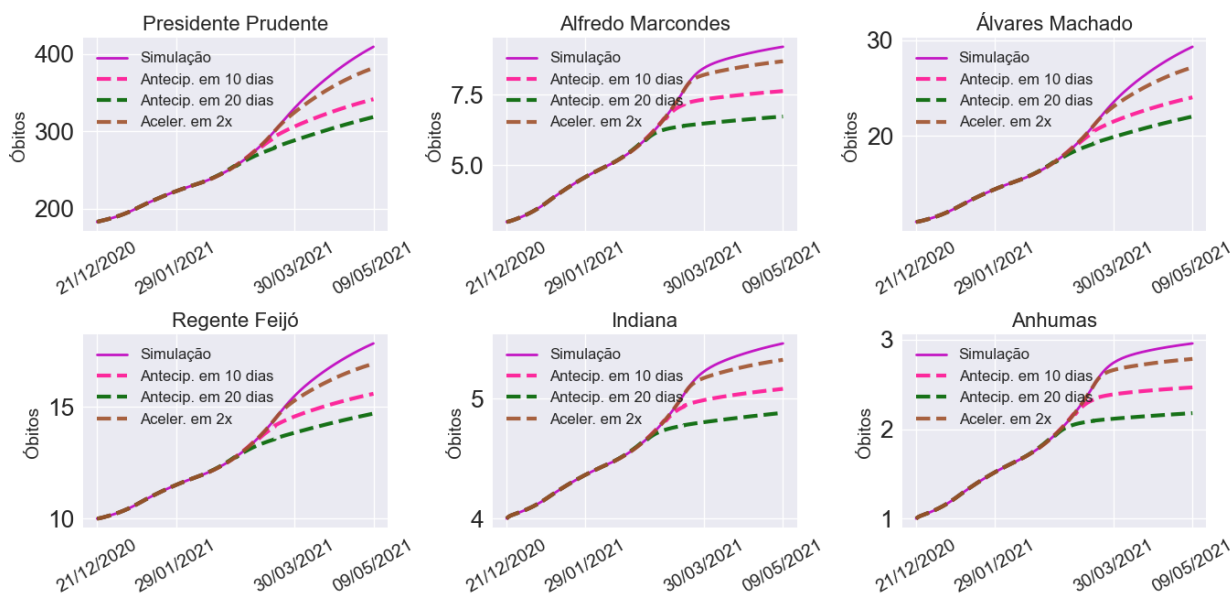 Presidente Prudente
Óbitos
400
300
200
Simulação
Antecip. em 10 dias
Antecip. em 20 dias
Aceler. em 2x
21/12/2020
29/01/2021
30/03/2021
09/05/2021
Alfredo Marcondes
Óbitos
7.5
5.0
Simulação
Antecip. em 10 dias
Antecip. em 20 dias
Aceler. em 2x
21/12/2020
29/01/2021
30/03/2021
09/05/2021
Álvares Machado
Óbitos
30
20
Simulação
Antecip. em 10 dias
Antecip. em 20 dias
Aceler. em 2x
21/12/2020
29/01/2021
30/03/2021
09/05/2021
Regente Feijó
Óbitos
15
10
Simulação
Antecip. em 10 dias
Antecip. em 20 dias
Aceler. em 2x
21/12/2020
29/01/2021
30/03/2021
09/05/2021
Indiana
Óbitos
5
4
Simulação
Antecip. em 10 dias
Antecip. em 20 dias
Aceler. em 2x
21/12/2020
29/01/2021
30/03/2021
09/05/2021
Anhumas
Óbitos
3
2
1
Simulação
Antecip. em 10 dias
Antecip. em 20 dias
Aceler. em 2x
21/12/2020
29/01/2021
30/03/2021
09/05/2021